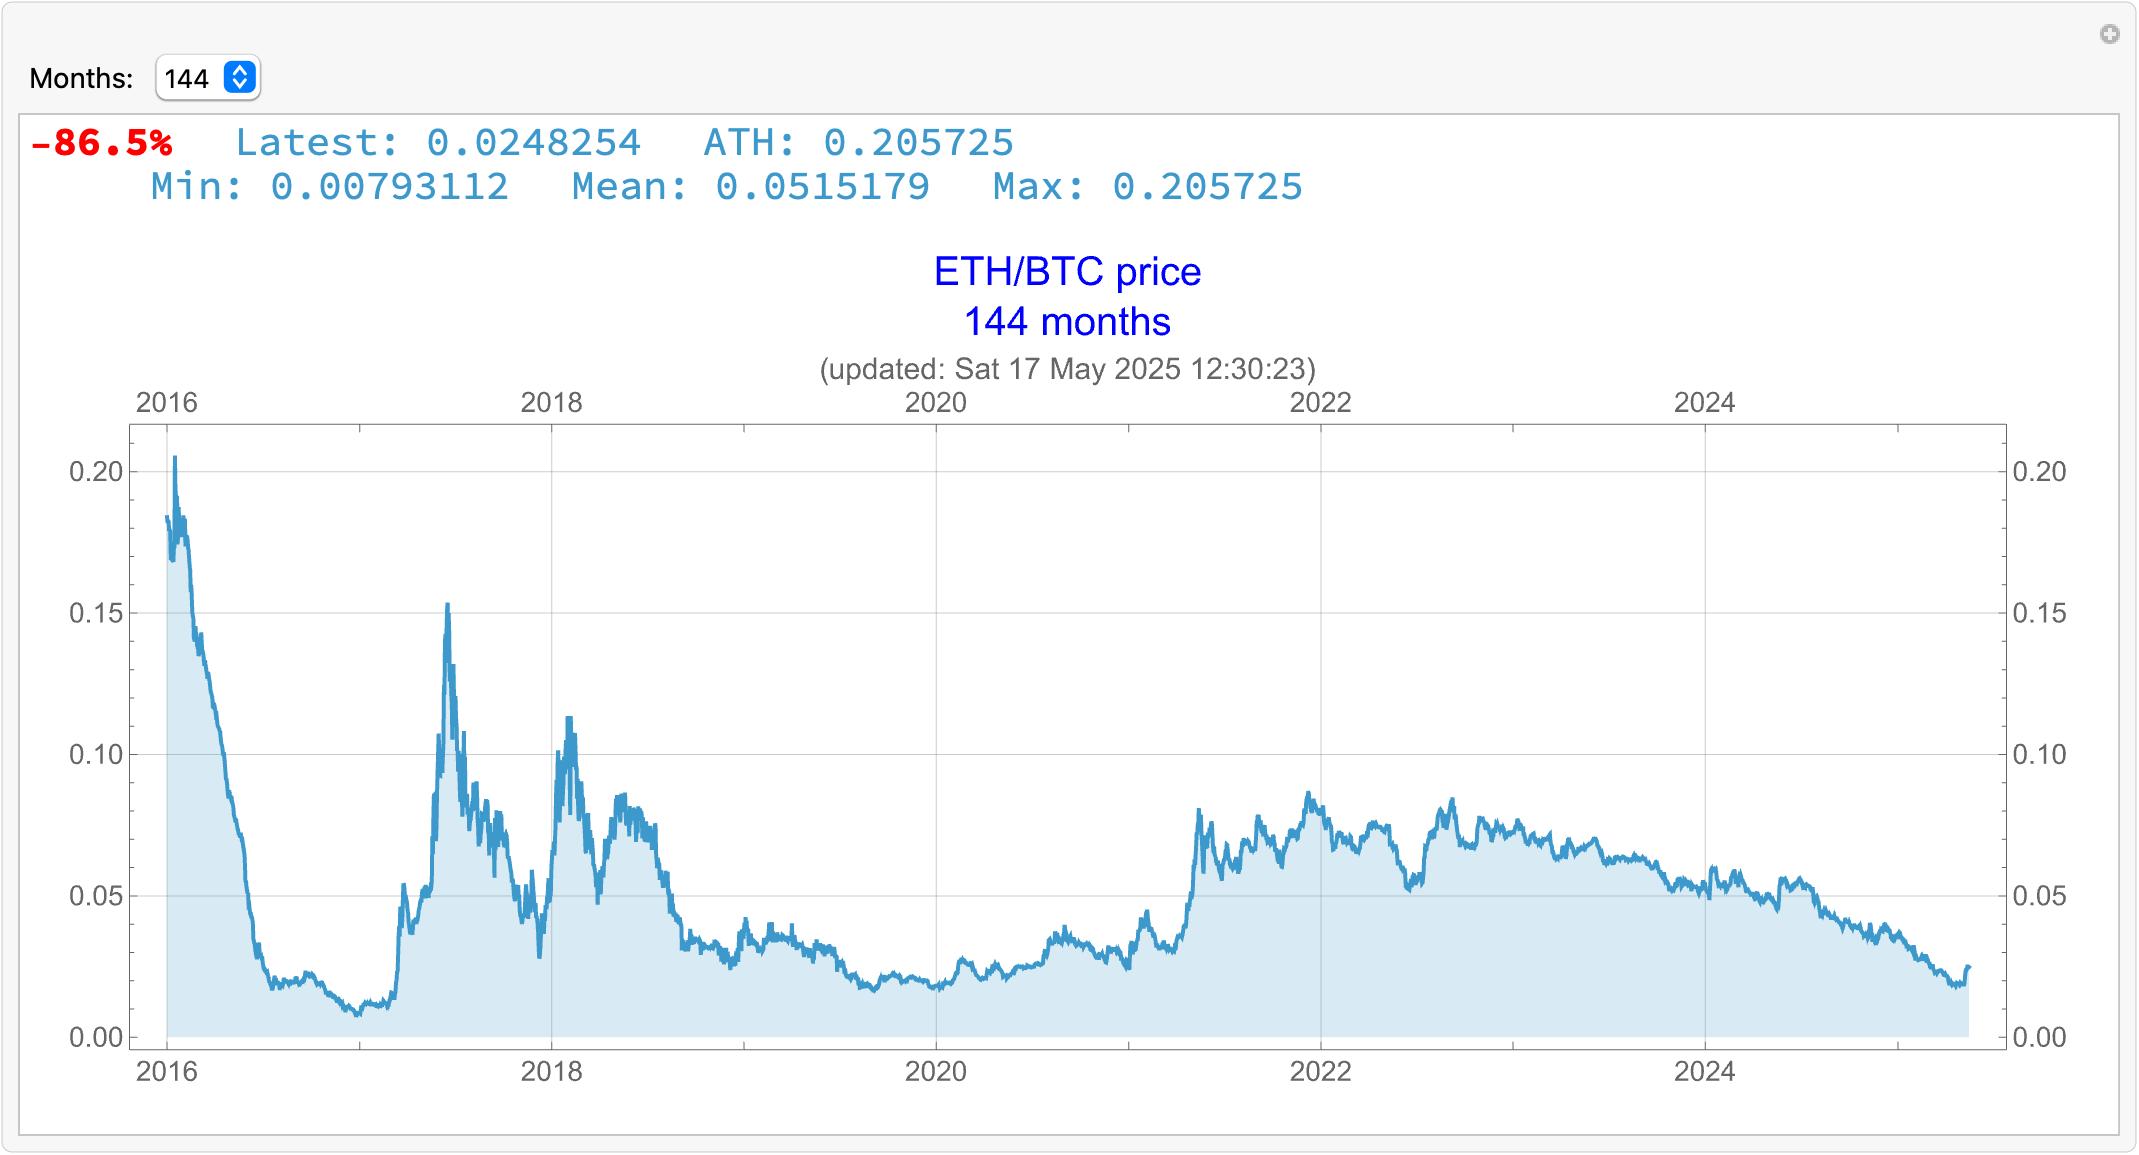 Months: 144
-86.5% Latest: 0.0248254 ATH: 0.205725
Min: 0.00793112 Mean: 0.0515179 Max: 0.205725
ETH/BTC price
144 months
(updated: Sat 17 May 2025 12:30:23)
2016 2018 2020 2022 2024
0.20 0.20
0.15 0.15
0.10 0.10
0.05 0.05
0.00 0.00
2016 2018 2020 2022 2024